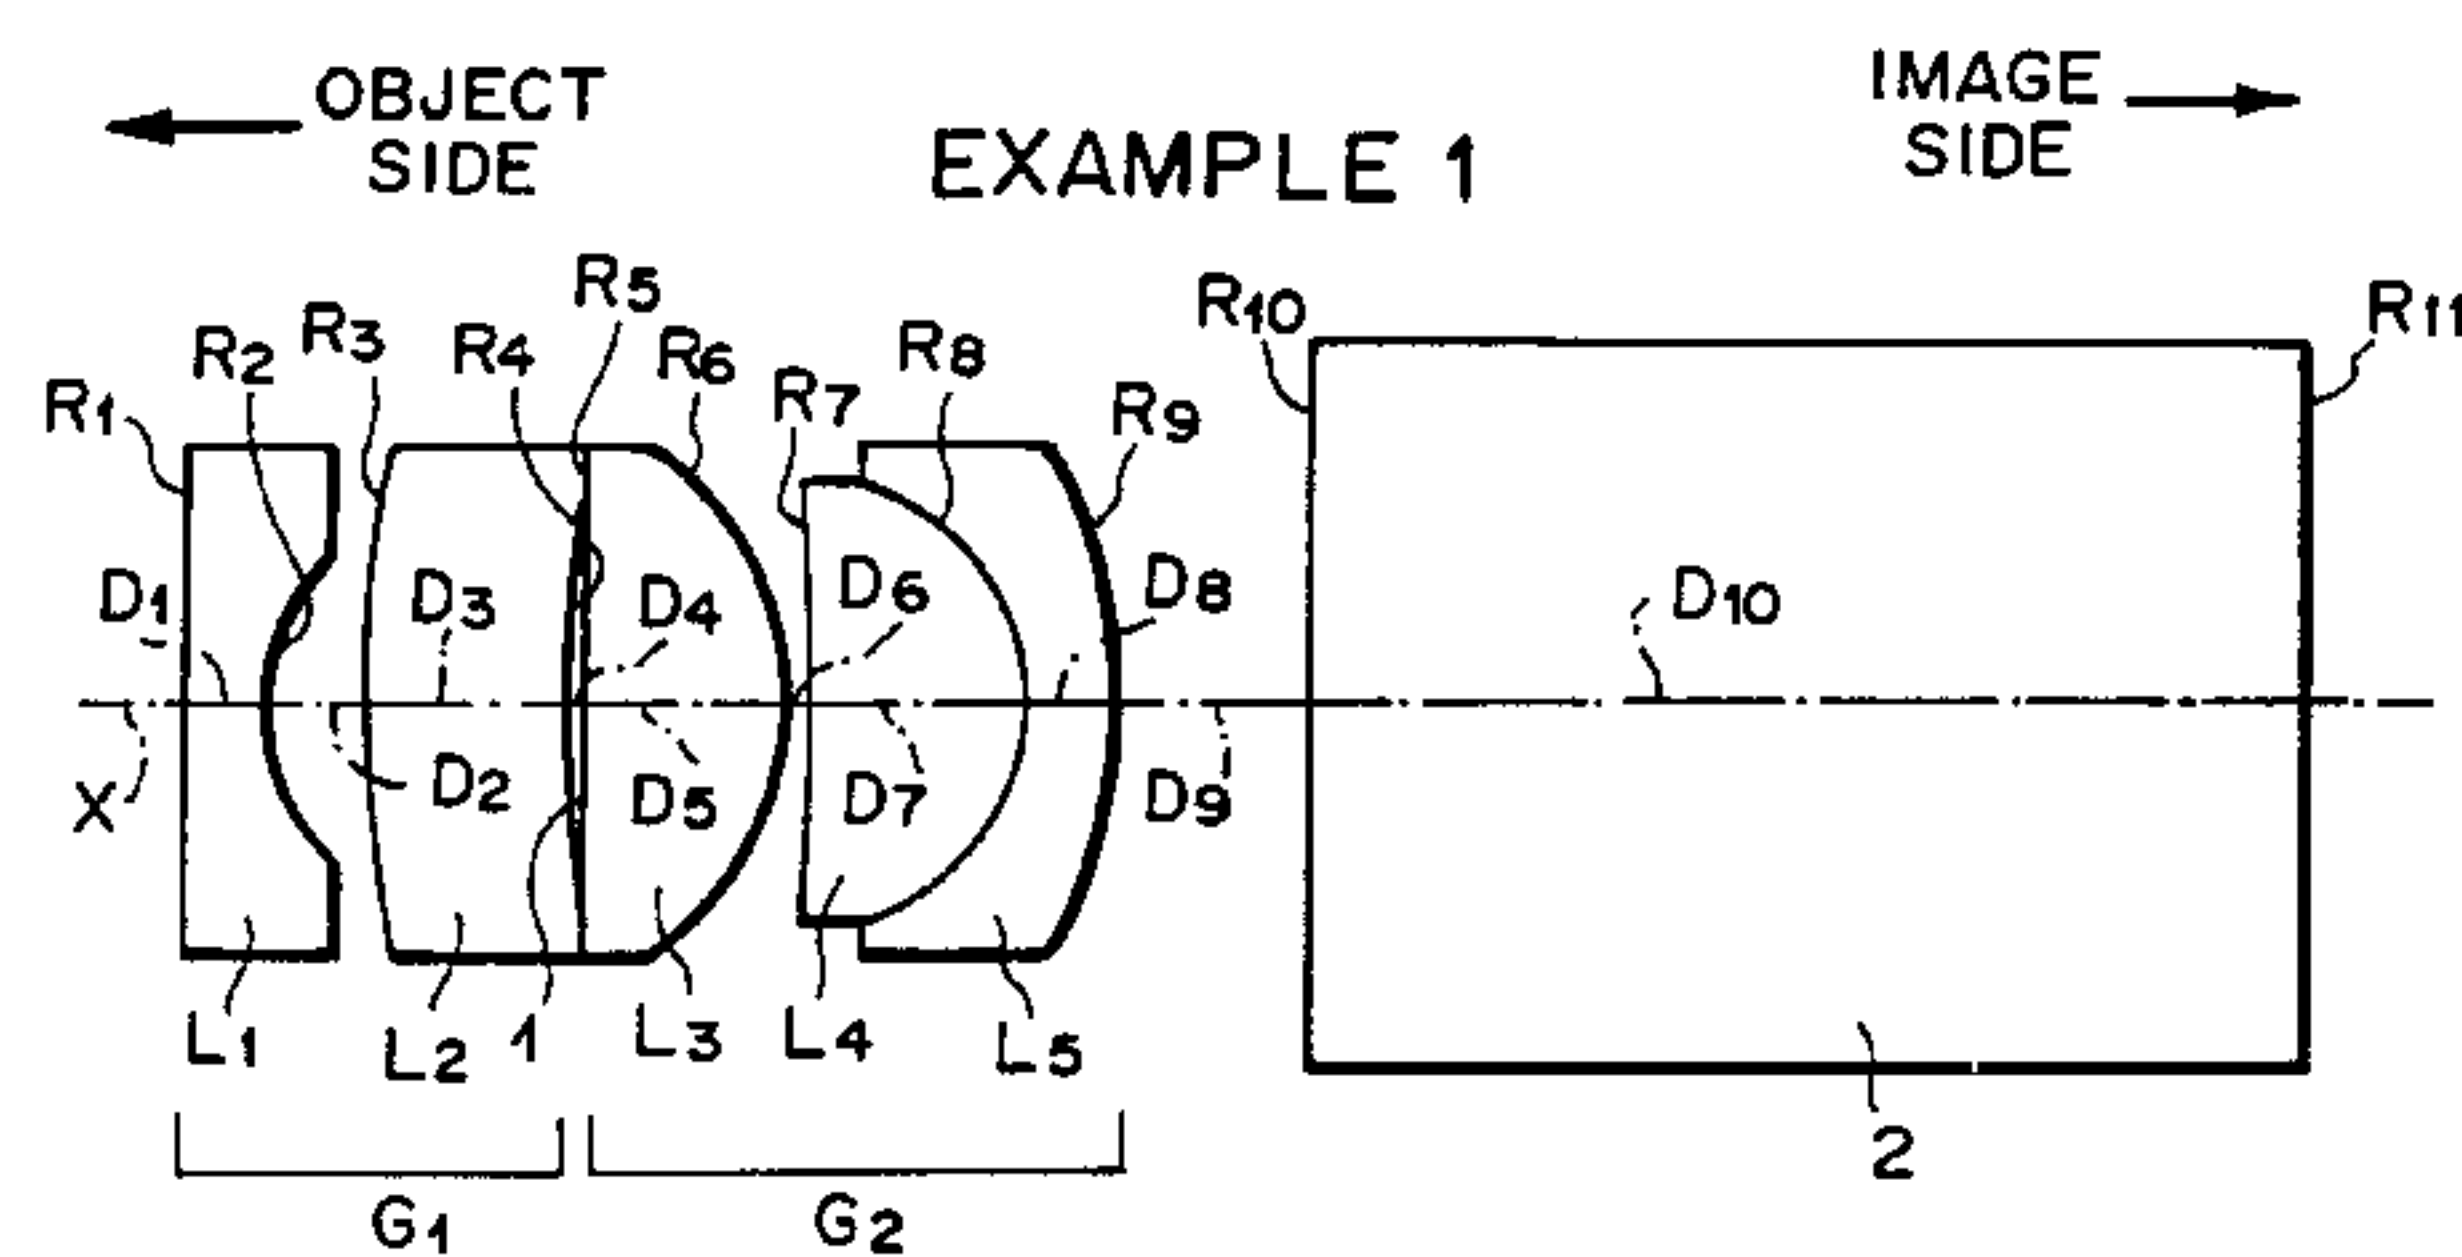 OBJECT
SIDE
IMAGE
SIDE
EXAMPLE 1
R1
R2
R3
R4
R5
R6
R7
R8
R9
R10
R11
D1
D3
D4
D6
D8
D10
X
D2
D5
D7
D9
L1
L2
1
L3
L4
L5
2
G1
G2